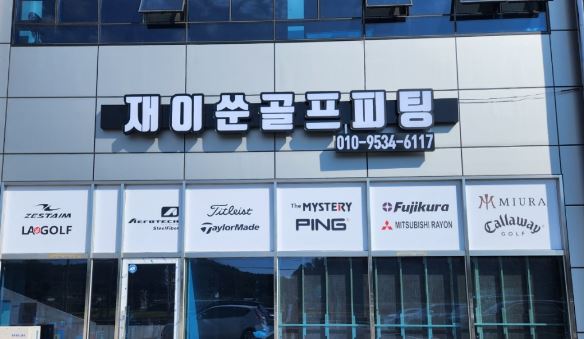 재이쑨골프피팅
010-9534-6117
ZESTAIM
LA GOLF
AEROTECH
SteelFiber
Titleist
TaylorMade
The MYSTERY
PING
Fujikura
MITSUBISHI RAYON
MIURA
Callaway
GOLF